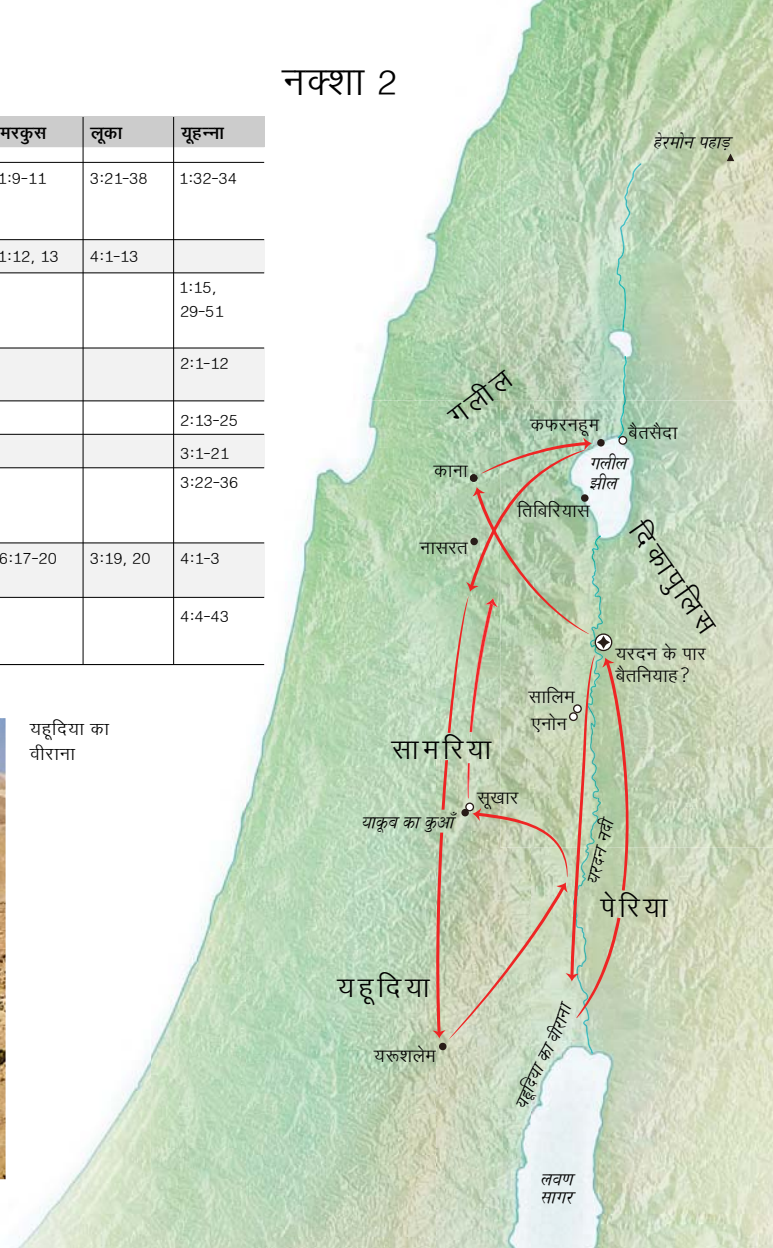 नक्शा 2
मरकुस लूका यूहन्ना
1:9-11 3:21-38 1:32-34
1:12, 13 4:1-13
1:15,
29-51
2:1-12
2:13-25
3:1-21
3:22-36
6:17-20 3:19, 20 4:1-3
4:4-43
यहूदिया का
वीराना
हेरमोन पहाड़
गलील
कफरनहूम
बैतसैदा
काना
गलील
झील
तिबिरियास
नासरत
दिकापुलिस
यरदन के पार
बैतनियाह?
सालिम
एनोन
सामरिया
सूखार
याकूब का कुआँ
यरदन नदी
पेरिया
यहूदिया
यरूशलेम
यहूदिया का वीराना
लवण
सागर